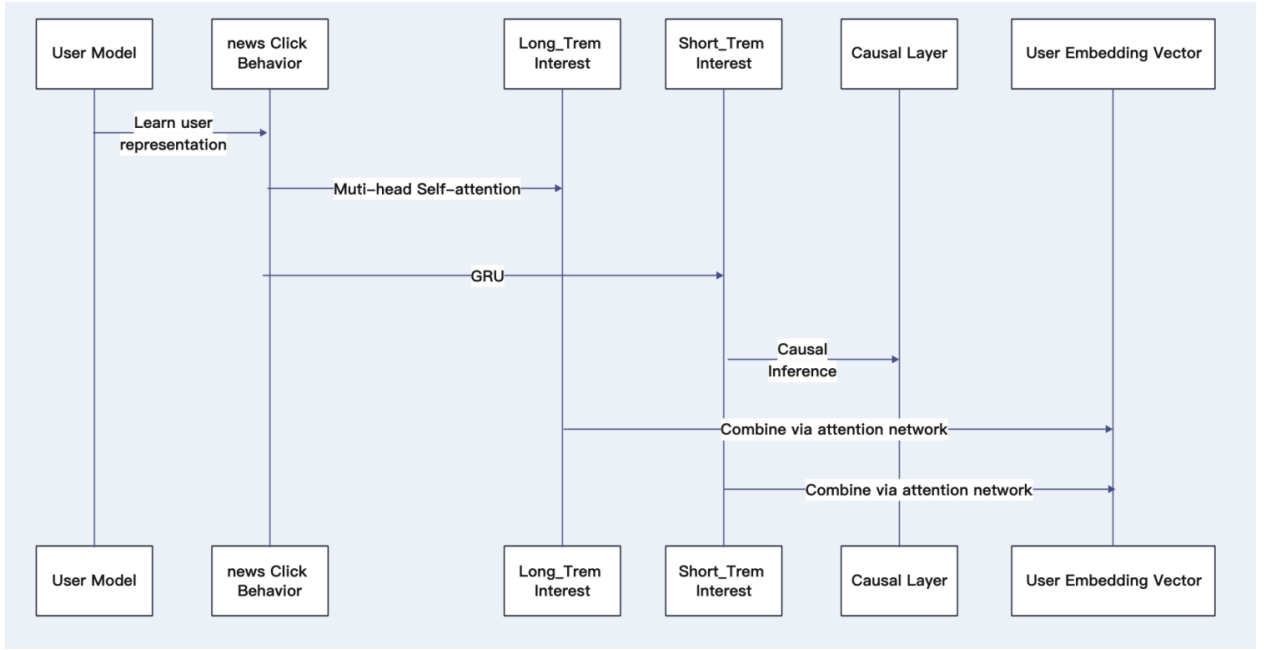 User Model
news Click
Behavior
Long_Trem
Interest
Short_Trem
Interest
Causal Layer
User Embedding Vector
Learn user
representation
Muti-head Self-attention
GRU
Causal
Inference
Combine via attention network
Combine via attention network
User Model
news Click
Behavior
Long_Trem
Interest
Short_Trem
Interest
Causal Layer
User Embedding Vector